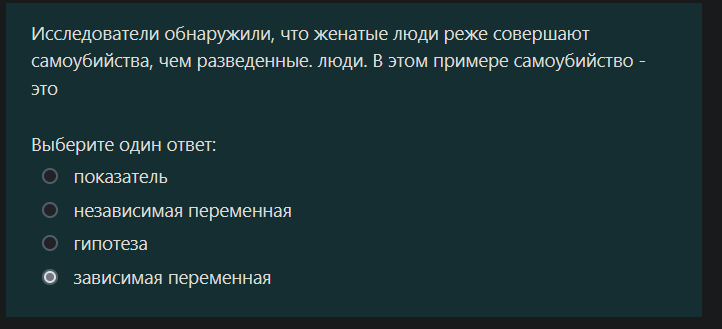 Исследователи обнаружили, что женатые люди реже совершают
самоубийства, чем разведенные. люди. В этом примере самоубийство -
это
Выберите один ответ:
показатель
независимая переменная
гипотеза
зависимая переменная